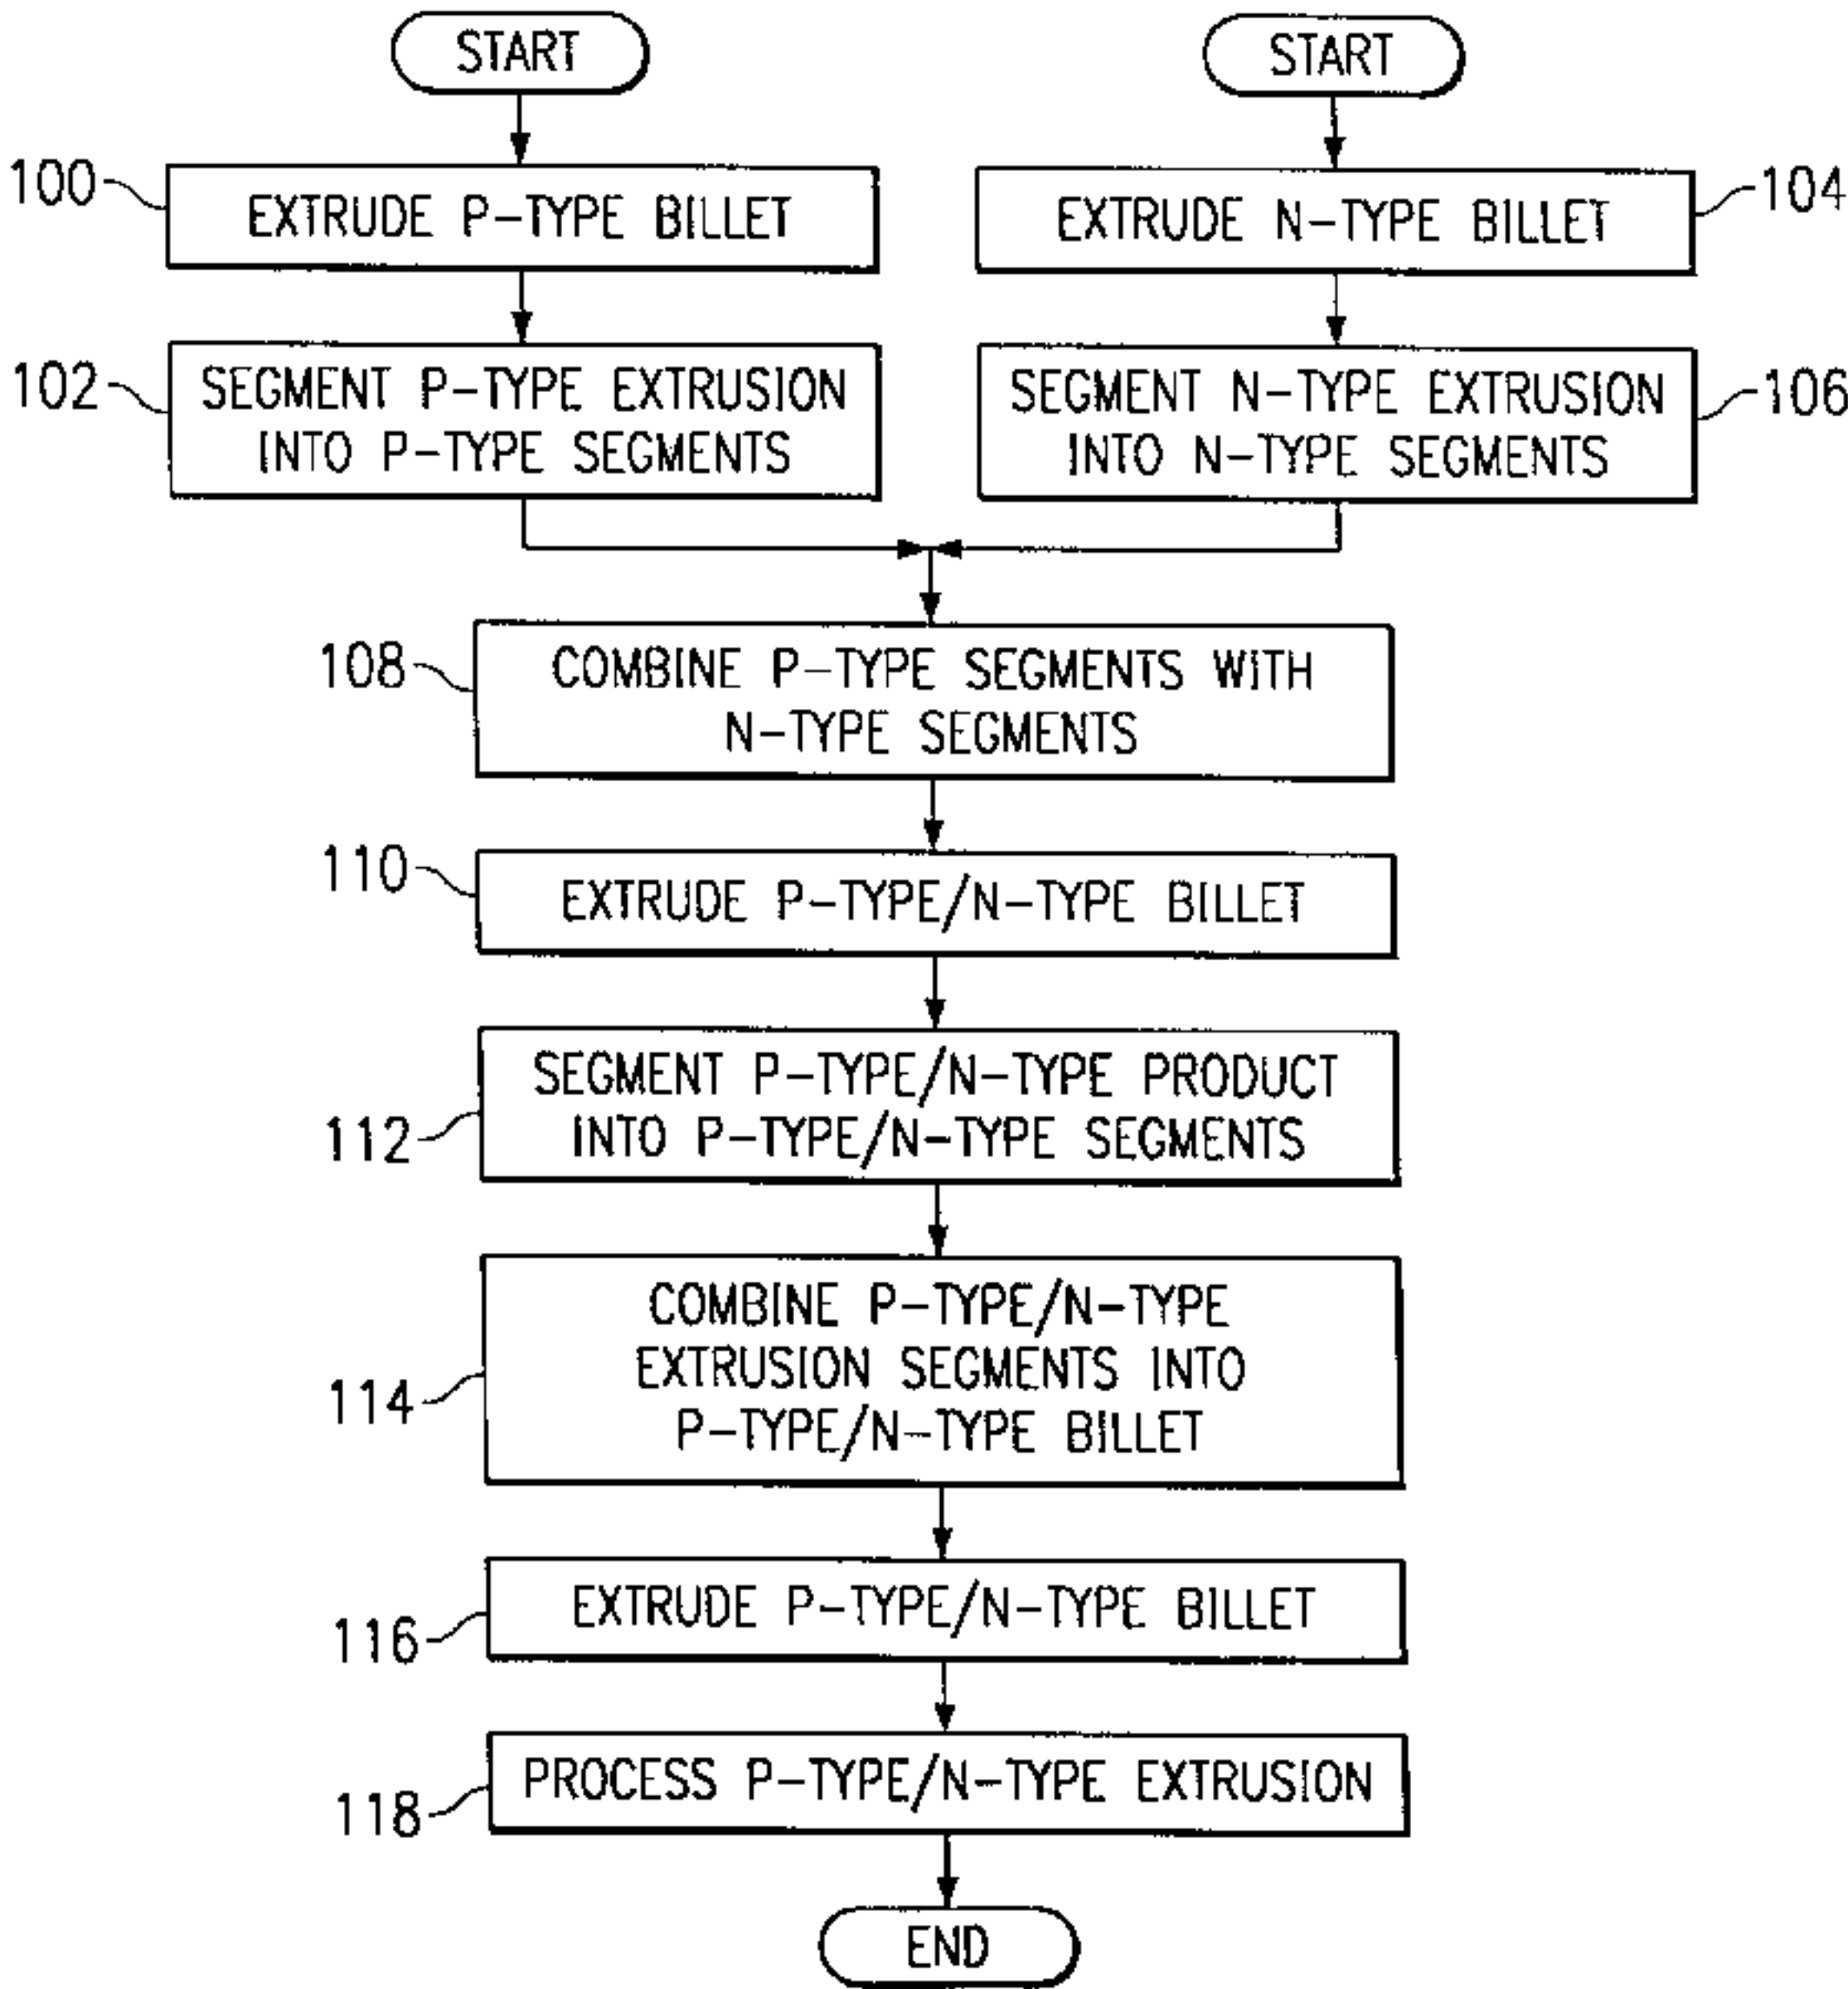 START
START
100
EXTRUDE P-TYPE BILLET
EXTRUDE N-TYPE BILLET
104
102
SEGMENT P-TYPE EXTRUSION
INTO P-TYPE SEGMENTS
SEGMENT N-TYPE EXTRUSION
INTO N-TYPE SEGMENTS
106
108
COMBINE P-TYPE SEGMENTS WITH
N-TYPE SEGMENTS
110
EXTRUDE P-TYPE/N-TYPE BILLET
112
SEGMENT P-TYPE/N-TYPE PRODUCT
INTO P-TYPE/N-TYPE SEGMENTS
114
COMBINE P-TYPE/N-TYPE
EXTRUSION SEGMENTS INTO
P-TYPE/N-TYPE BILLET
116
EXTRUDE P-TYPE/N-TYPE BILLET
118
PROCESS P-TYPE/N-TYPE EXTRUSION
END